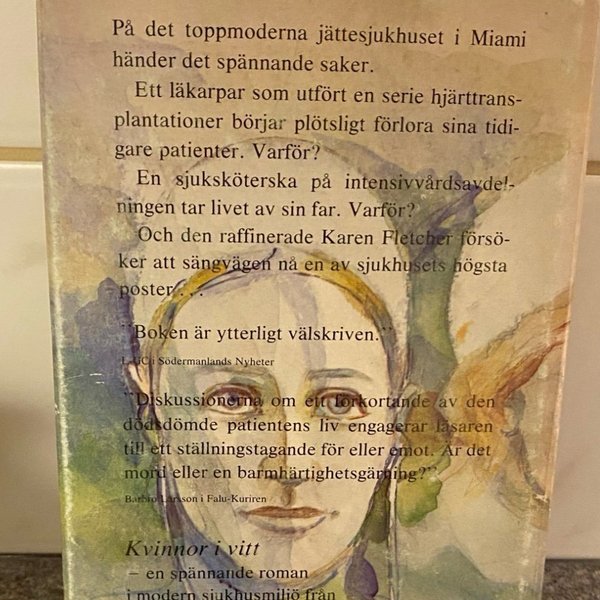 På det toppmoderna jättesjukhuset i Miami
händer det spännande saker.
Ett läkarpar som utfört en serie hjärttrans-
plantationer börjar plötsligt förlora sina tidi-
gare patienter. Varför?
En sjuksköterska på intensivvårdsavdel-
ningen tar livet av sin far. Varför?
Och den raffinerade Karen Fletcher försö-
ker att sängvägen nå en av sjukhusets högsta
poster . . .
”Boken är ytterligt välskriven.”
i Södermanlands Nyheter
”Diskussionerna om ett förkortande av den
dödsdömde patientens liv engagerar läsaren
till ett ställningstagande för eller emot. Är det
mord eller en barmhärtighetsgärning?”
Barbro Larsson i Falu-Kuriren
Kvinnor i vitt
– en spännande roman
i modern sjukhusmiljö från